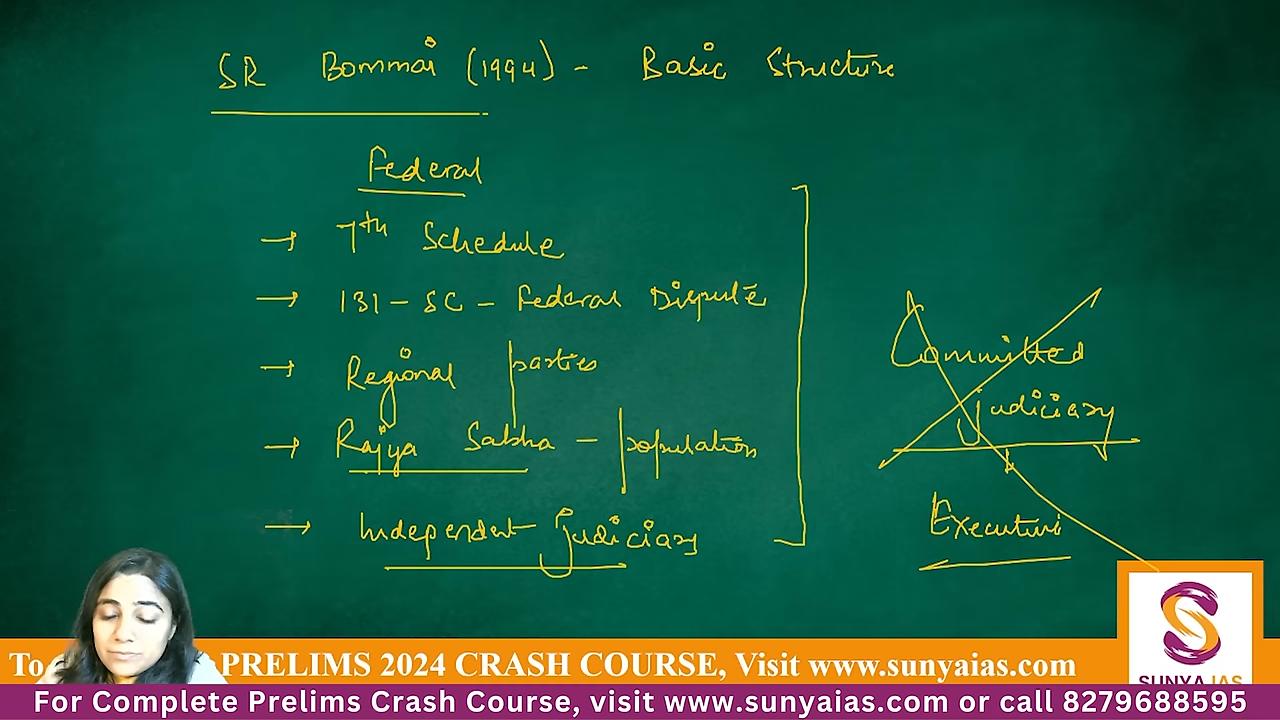 SR Bommai (1994) - Basic Structure
Federal
→ 7th Schedule
→ 131 - SC - Federal Dispute
→ Regional parties
→ Rajya Sabha - population
→ Independent judiciary
Committed
judiciary
Executive
To PRELIMS 2024 CRASH COURSE, Visit www.sunyaias.com
SUNYA IAS
For Complete Prelims Crash Course, visit www.sunyaias.com or call 8279688595